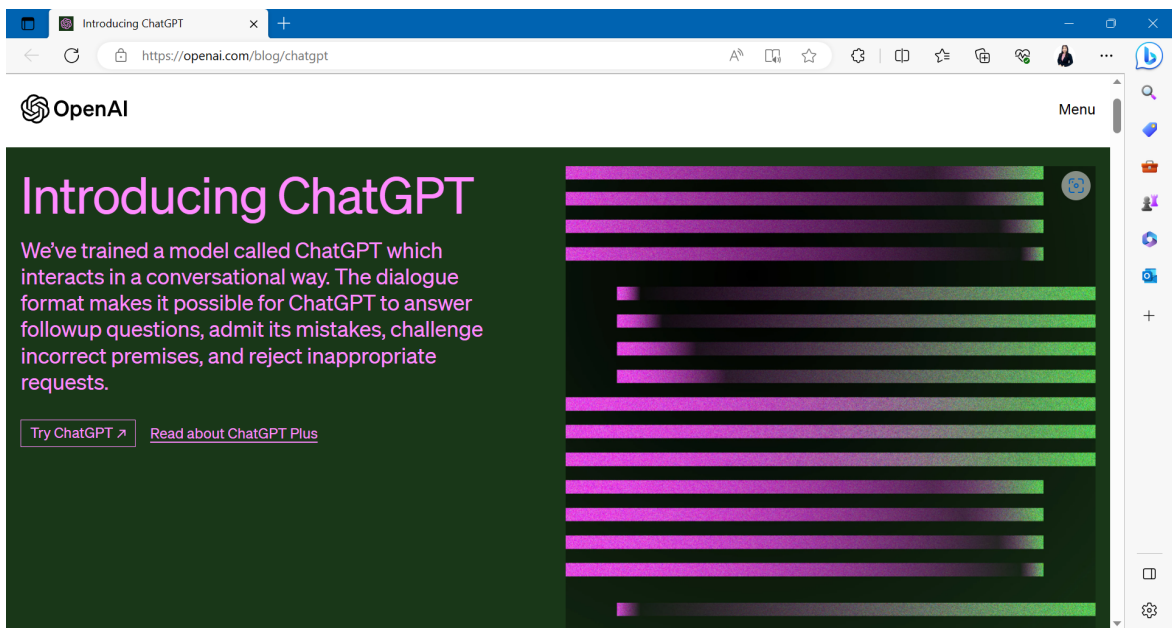 Introducing ChatGPT
https://openai.com/blog/chatgpt
OpenAI
Menu
Introducing ChatGPT
We've trained a model called ChatGPT which
interacts in a conversational way. The dialogue
format makes it possible for ChatGPT to answer
followup questions, admit its mistakes, challenge
incorrect premises, and reject inappropriate
requests.
Try ChatGPT ↗
Read about ChatGPT Plus